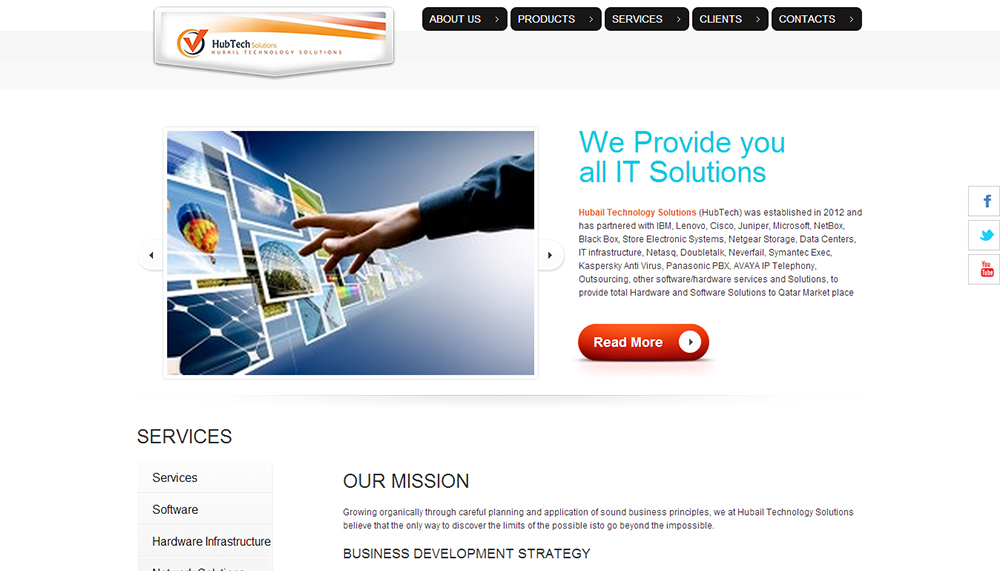 HubTech Solutions
HUBAIL TECHNOLOGY SOLUTIONS
ABOUT US
PRODUCTS
SERVICES
CLIENTS
CONTACTS
We Provide you
all IT Solutions
Hubail Technology Solutions (HubTech) was established in 2012 and
has partnered with IBM, Lenovo, Cisco, Juniper, Microsoft, NetBox,
Black Box, Store Electronic Systems, Netgear Storage, Data Centers,
IT infrastructure, Netasq, Doubletalk, Neverfail, Symantec Exec,
Kaspersky Anti Virus, Panasonic PBX, AVAYA IP Telephony,
Outsourcing, other software/hardware services and Solutions, to
provide total Hardware and Software Solutions to Qatar Market place
Read More
f
You
Tube
SERVICES
Services
Software
Hardware Infrastructure
Network Solutions
OUR MISSION
Growing organically through careful planning and application of sound business principles, we at Hubail Technology Solutions
believe that the only way to discover the limits of the possible isto go beyond the impossible.
BUSINESS DEVELOPMENT STRATEGY